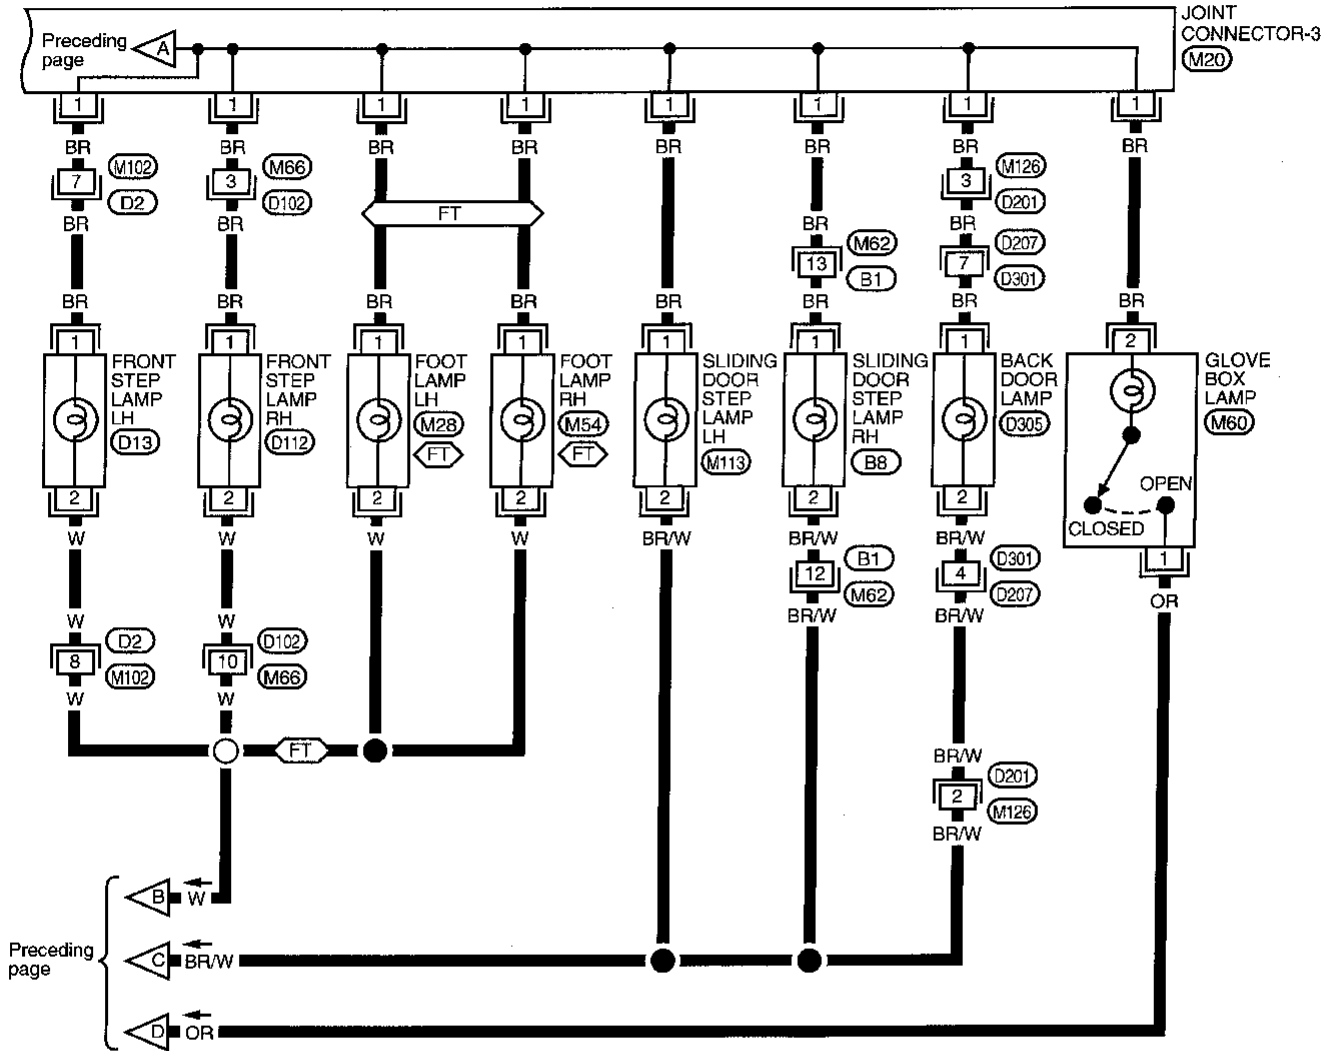 Preceding
page
A
JOINT
CONNECTOR-3
M20
1 1 1 1 1 1 1 1
BR BR BR BR BR BR BR BR
7 M102
D2
3 M66
D102
3 M126
D201
FT
BR BR BR BR
13 M62
B1
7 D207
D301
BR BR BR BR BR BR BR BR
1 1 1 1 1 1 1 2
FRONT
STEP
LAMP
LH
D13
FRONT
STEP
LAMP
RH
D112
FOOT
LAMP
LH
M28
FT
FOOT
LAMP
RH
M54
FT
SLIDING
DOOR
STEP
LAMP
LH
M113
SLIDING
DOOR
STEP
LAMP
RH
B8
BACK
DOOR
LAMP
D305
GLOVE
BOX
LAMP
M60
OPEN
CLOSED
2 2 2 2 2 2 2 1
W W W W BR/W BR/W BR/W OR
12 B1
M62
4 D301
D207
BR/W BR/W
W W
8 D2
M102
10 D102
M66
W W
FT
BR/W
2 D201
M126
BR/W
B W
Preceding
page
C BR/W
D OR